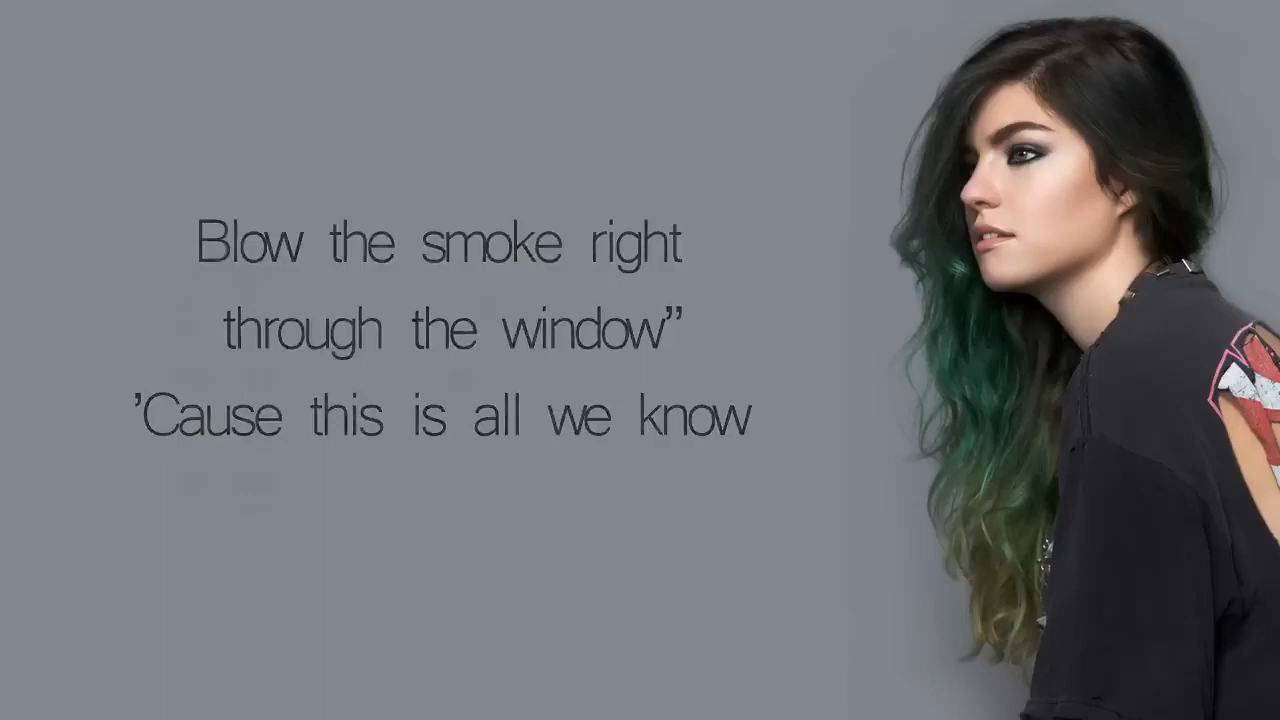 Blow the smoke right
through the window”
’Cause this is all we know